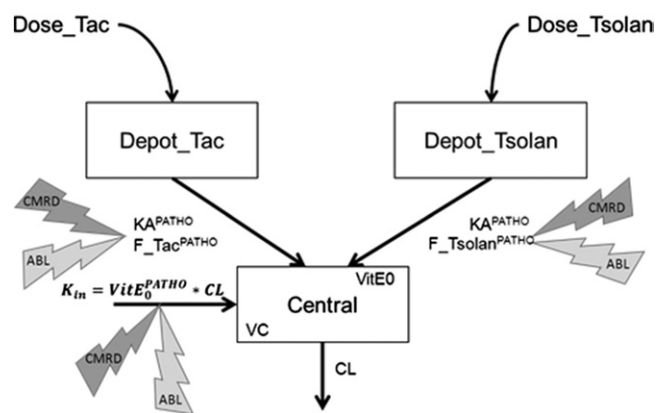 Dose_Tac
Dose_Tsolan
Depot_Tac
Depot_Tsolan
CMRD
ABL
KA^PATHO
F_Tac^PATHO
KA^PATHO
F_Tsolan^PATHO
CMRD
ABL
K_in = VitE_0^PATHO * CL
VitE0
Central
VC
CMRD
ABL
CL